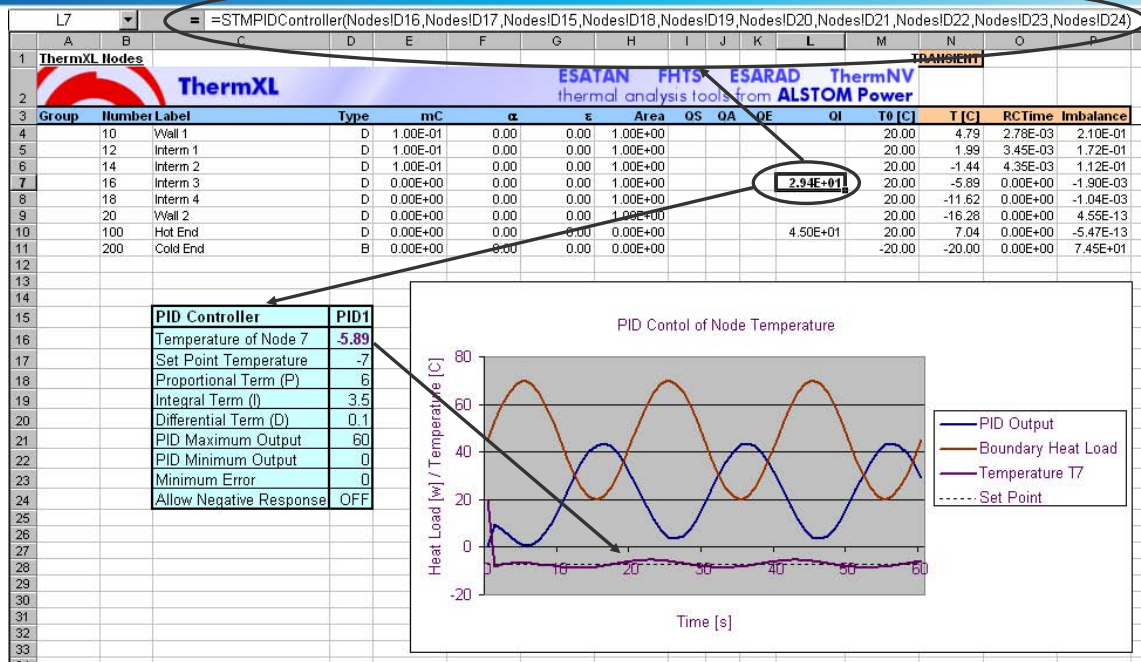 L7 = =STMPIDController(Nodes!D16,Nodes!D17,Nodes!D15,Nodes!D18,Nodes!D19,Nodes!D20,Nodes!D21,Nodes!D22,Nodes!D23,Nodes!D24)
A B C D E F G H I J K L M N O P
1 ThermXL Nodes TRANSIENT
ThermXL
ESATAN FHTS ESARAD ThermNV
2 thermal analysis tools from ALSTOM Power
3 Group Number Label Type mC α ε Area QS QA QE QI T0 [C] T [C] RCTime Imbalance
4 10 Wall 1 D 1.00E-01 0.00 0.00 1.00E+00 20.00 4.79 2.78E-03 2.10E-01
5 12 Interm 1 D 1.00E-01 0.00 0.00 1.00E+00 20.00 1.99 3.45E-03 1.72E-01
6 14 Interm 2 D 1.00E-01 0.00 0.00 1.00E+00 20.00 -1.44 4.35E-03 1.12E-01
7 16 Interm 3 D 0.00E+00 0.00 0.00 1.00E+00 2.94E+01 20.00 -5.89 0.00E+00 -1.90E-03
8 18 Interm 4 D 0.00E+00 0.00 0.00 1.00E+00 20.00 -11.62 0.00E+00 -1.04E-03
9 20 Wall 2 D 0.00E+00 0.00 0.00 1.00E+00 20.00 -16.28 0.00E+00 4.55E-13
10 100 Hot End D 0.00E+00 0.00 0.00 0.00E+00 4.50E+01 20.00 7.04 0.00E+00 -5.47E-13
11 200 Cold End B 0.00E+00 0.00 0.00 0.00E+00 -20.00 -20.00 0.00E+00 7.45E+01
12
13
14
15 PID Controller PID1
16 Temperature of Node 7 -5.89
17 Set Point Temperature -7
18 Proportional Term (P) 6
19 Integral Term (I) 3.5
20 Differential Term (D) 0.1
21 PID Maximum Output 60
22 PID Minimum Output 0
23 Minimum Error 0
24 Allow Negative Response OFF
25
26
27
28
29
30
31
32
33
PID Contol of Node Temperature
Heat Load [w] / Temperature [C]
80
60
40
20
0
-20
0 10 20 30 40 50 60
Time [s]
PID Output
Boundary Heat Load
Temperature T7
Set Point